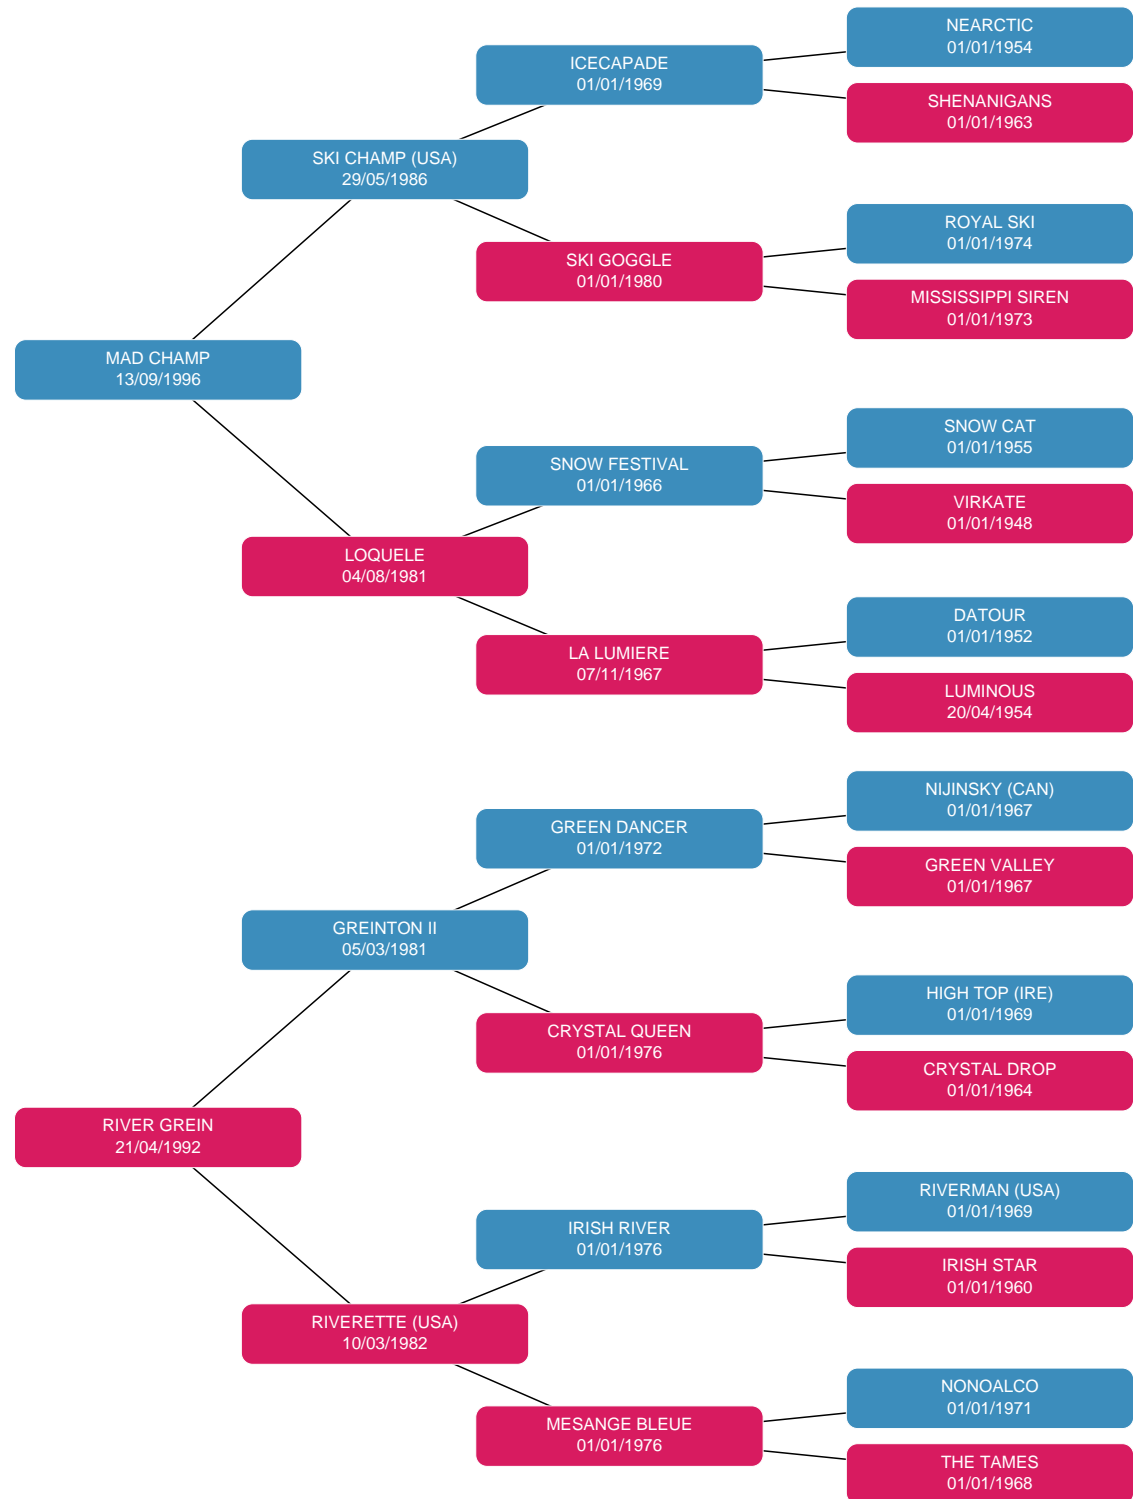 NEARCTIC
01/01/1954
ICECAPADE
01/01/1969
SHENANIGANS
01/01/1963
SKI CHAMP (USA)
29/05/1986
ROYAL SKI
01/01/1974
SKI GOGGLE
01/01/1980
MISSISSIPPI SIREN
01/01/1973
MAD CHAMP
13/09/1996
SNOW CAT
01/01/1955
SNOW FESTIVAL
01/01/1966
VIRKATE
01/01/1948
LOQUELE
04/08/1981
DATOUR
01/01/1952
LA LUMIERE
07/11/1967
LUMINOUS
20/04/1954
NIJINSKY (CAN)
01/01/1967
GREEN DANCER
01/01/1972
GREEN VALLEY
01/01/1967
GREINTON II
05/03/1981
HIGH TOP (IRE)
01/01/1969
CRYSTAL QUEEN
01/01/1976
CRYSTAL DROP
01/01/1964
RIVER GREIN
21/04/1992
RIVERMAN (USA)
01/01/1969
IRISH RIVER
01/01/1976
IRISH STAR
01/01/1960
RIVERETTE (USA)
10/03/1982
NONOALCO
01/01/1971
MESANGE BLEUE
01/01/1976
THE TAMES
01/01/1968